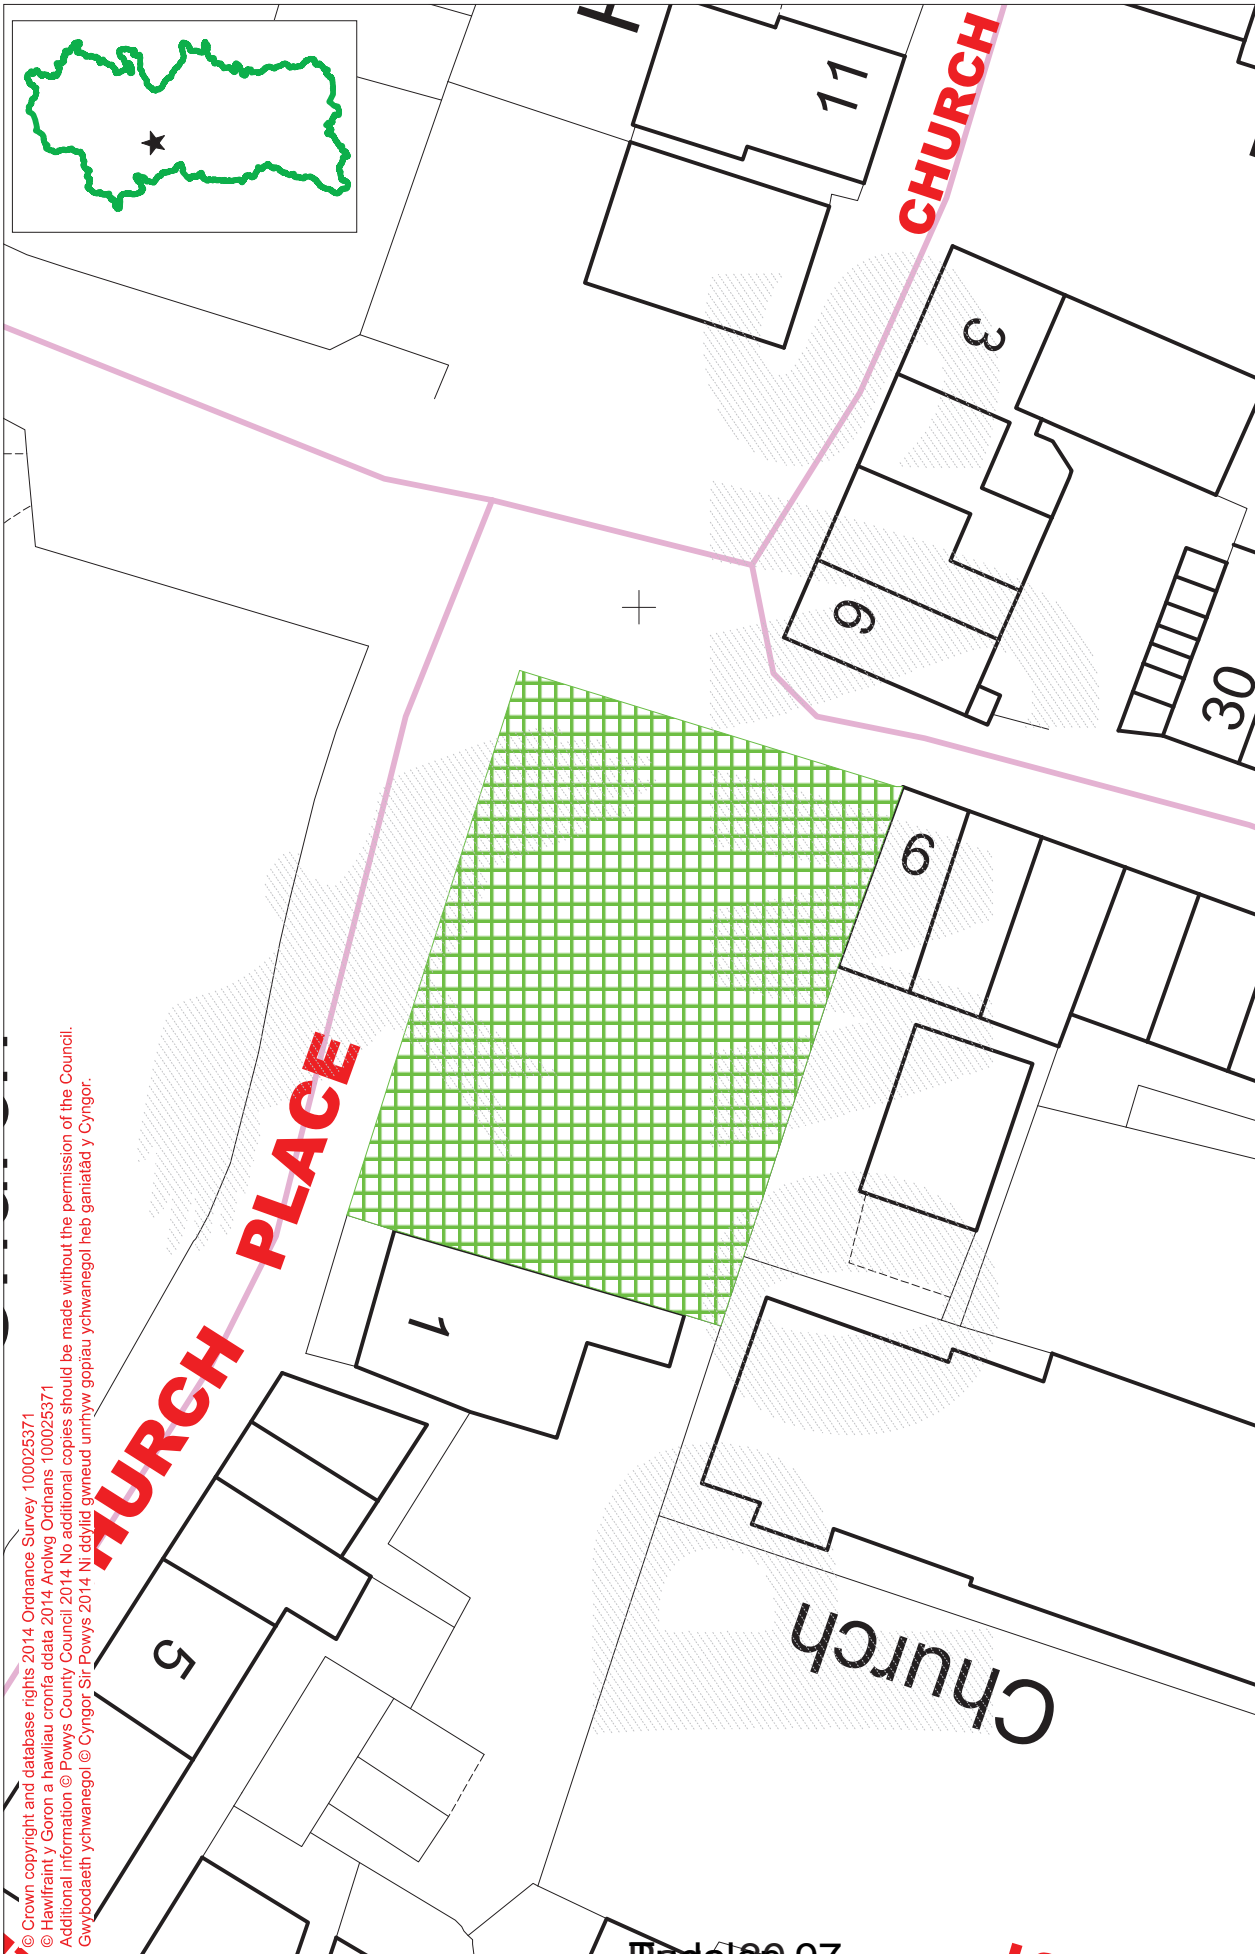 11
CHURCH
3
9
30
6
CHURCH PLACE
1
5
Church
© Crown copyright and database rights 2014 Ordnance Survey 100025371
© Hawlfraint y Goron a hawliau cronfa ddata 2014 Arolwg Ordnans 100025371
Additional information © Powys County Council 2014 No additional copies should be made without the permission of the Council.
Gwybodaeth ychwanegol © Cyngor Sir Powys 2014 Ni ddylid gwneud unrhyw gopïau ychwanegol heb ganiatâd y Cyngor.